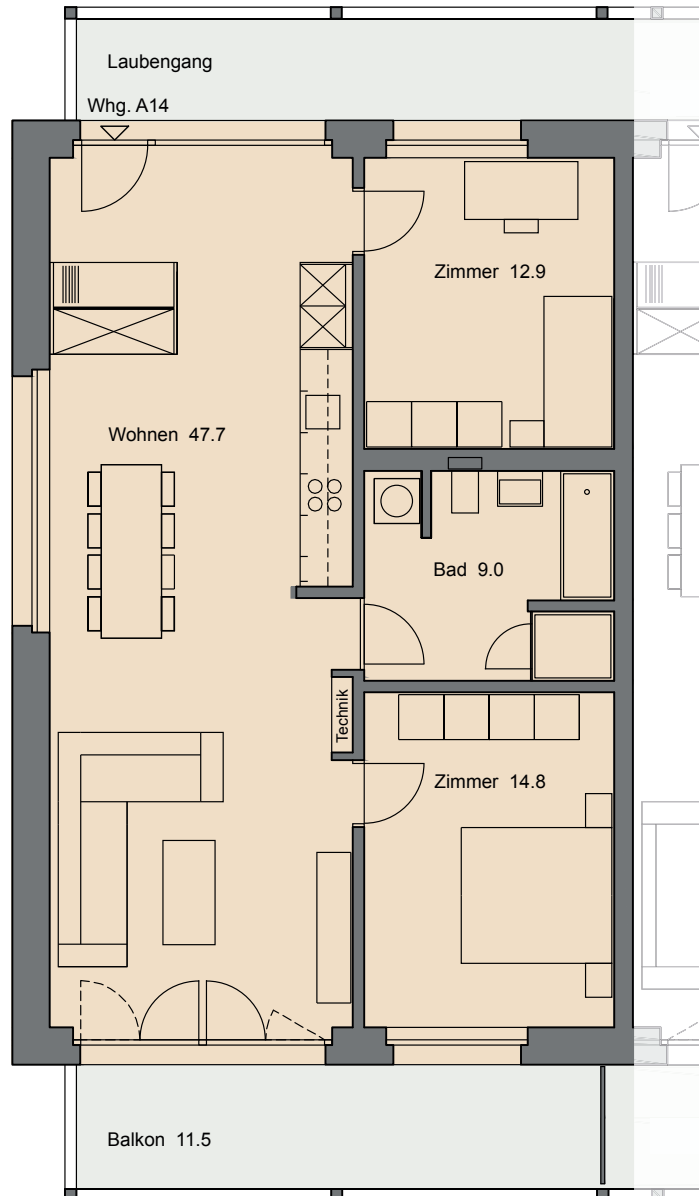 Laubengang
Whg. A14
Zimmer 12.9
Wohnen 47.7
Bad 9.0
Technik
Zimmer 14.8
Balkon 11.5